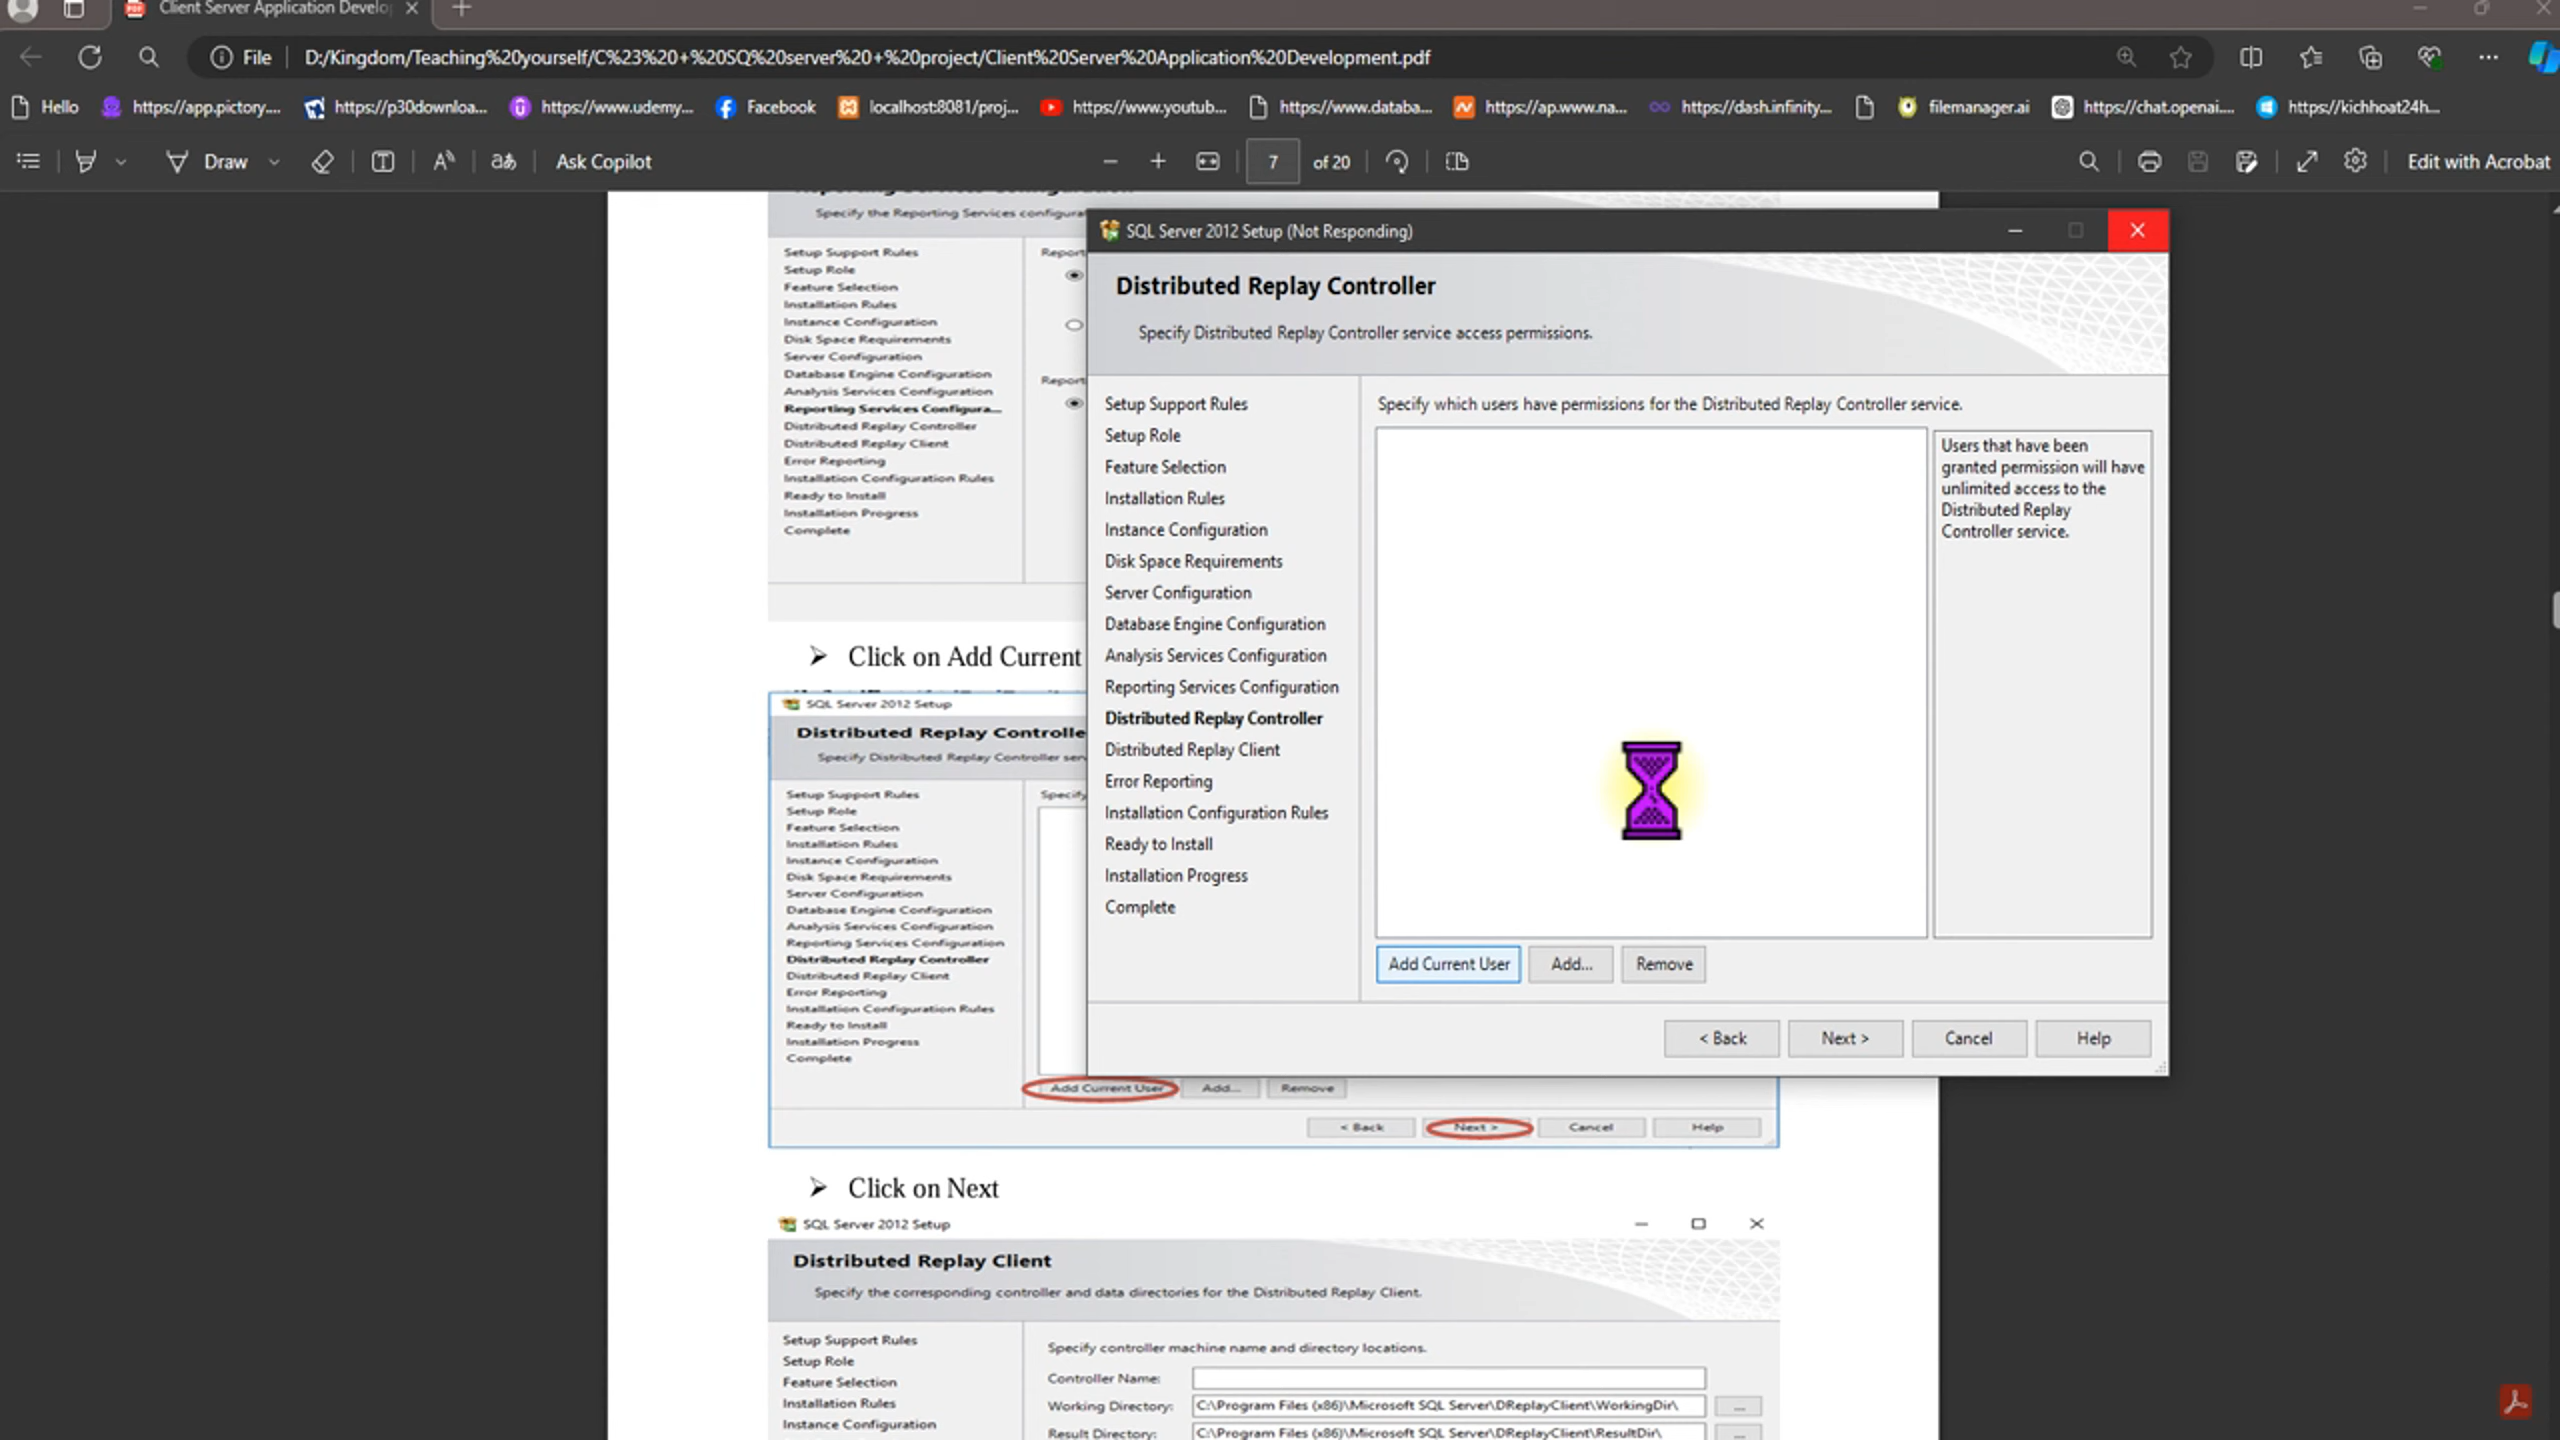 Client Server Application Develo
File
D:/Kingdom/Teaching%20yourself/C%23%20+%20SQ%20server%20+%20project/Client%20Server%20Application%20Development.pdf
Hello
https://app.pictory....
https://p30downloa...
https://www.udemy...
Facebook
localhost:8081/proj...
https://www.youtub...
https://www.databa...
https://ap.www.na...
https://dash.infinity...
filemanager.ai
https://chat.openai....
https://kichhoat24h...
Draw
Ask Copilot
7 of 20
Edit with Acrobat
Specify the Reporting Services configura
Setup Support Rules
Setup Role
Feature Selection
Installation Rules
Instance Configuration
Disk Space Requirements
Server Configuration
Database Engine Configuration
Analysis Services Configuration
Reporting Services Configura...
Distributed Replay Controller
Distributed Replay Client
Error Reporting
Installation Configuration Rules
Ready to Install
Installation Progress
Complete
Report
Report
Click on Add Current
SQL Server 2012 Setup
Distributed Replay Controlle
Specify Distributed Replay Controller serv
Setup Support Rules
Setup Role
Feature Selection
Installation Rules
Instance Configuration
Disk Space Requirements
Server Configuration
Database Engine Configuration
Analysis Services Configuration
Reporting Services Configuration
Distributed Replay Controller
Distributed Replay Client
Error Reporting
Installation Configuration Rules
Ready to Install
Installation Progress
Complete
Specify
Add Current User
Add...
Remove
< Back
Next >
Cancel
Help
SQL Server 2012 Setup (Not Responding)
Distributed Replay Controller
Specify Distributed Replay Controller service access permissions.
Setup Support Rules
Setup Role
Feature Selection
Installation Rules
Instance Configuration
Disk Space Requirements
Server Configuration
Database Engine Configuration
Analysis Services Configuration
Reporting Services Configuration
Distributed Replay Controller
Distributed Replay Client
Error Reporting
Installation Configuration Rules
Ready to Install
Installation Progress
Complete
Specify which users have permissions for the Distributed Replay Controller service.
Users that have been
granted permission will have
unlimited access to the
Distributed Replay
Controller service.
Add Current User
Add...
Remove
< Back
Next >
Cancel
Help
Click on Next
SQL Server 2012 Setup
Distributed Replay Client
Specify the corresponding controller and data directories for the Distributed Replay Client.
Setup Support Rules
Setup Role
Feature Selection
Installation Rules
Instance Configuration
Specify controller machine name and directory locations.
Controller Name:
Working Directory: C:\Program Files (x86)\Microsoft SQL Server\DReplayClient\WorkingDir\ ...
Result Directory: C:\Program Files (x86)\Microsoft SQL Server\DReplayClient\ResultDir\ ...